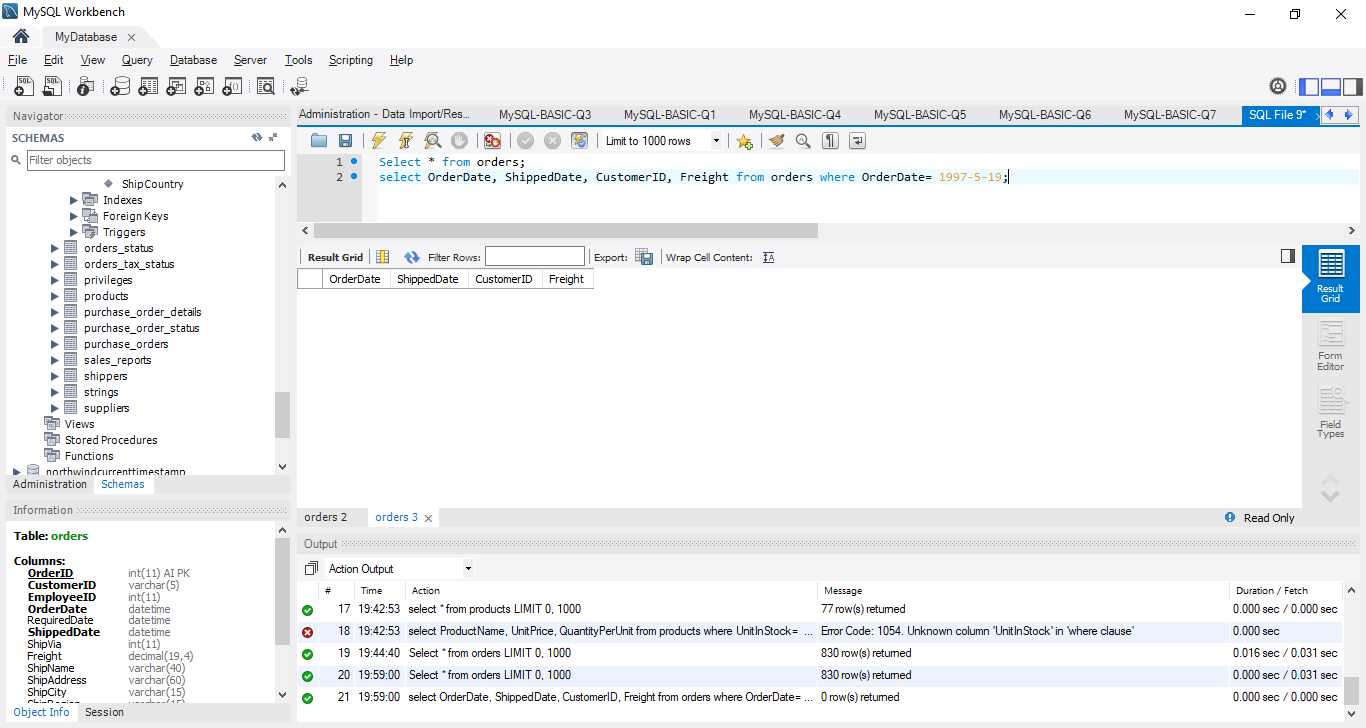 MySQL Workbench
MyDatabase
File Edit View Query Database Server Tools Scripting Help
Navigator
SCHEMAS
Filter objects
ShipCountry
Indexes
Foreign Keys
Triggers
orders_status
orders_tax_status
privileges
products
purchase_order_details
purchase_order_status
purchase_orders
sales_reports
shippers
strings
suppliers
Views
Stored Procedures
Functions
northwindcurrenttimestamp
Administration Schemas
Information
Table: orders
Columns:
OrderID int(11) AI PK
CustomerID varchar(5)
EmployeeID int(11)
OrderDate datetime
RequiredDate datetime
ShippedDate datetime
ShipVia int(11)
Freight decimal(19,4)
ShipName varchar(40)
ShipAddress varchar(60)
ShipCity varchar(15)
ShipRegion varchar(15)
Object Info Session
Administration - Data Import/Res... MySQL-BASIC-Q3 MySQL-BASIC-Q1 MySQL-BASIC-Q4 MySQL-BASIC-Q5 MySQL-BASIC-Q6 MySQL-BASIC-Q7 SQL File 9*
Limit to 1000 rows
1 Select * from orders;
2 select OrderDate, ShippedDate, CustomerID, Freight from orders where OrderDate= 1997-5-19;
Result Grid Filter Rows: Export: Wrap Cell Content:
OrderDate ShippedDate CustomerID Freight
Result Grid
Form Editor
Field Types
orders 2 orders 3 Read Only
Output
Action Output
# Time Action Message Duration / Fetch
17 19:42:53 select * from products LIMIT 0, 1000 77 row(s) returned 0.000 sec / 0.000 sec
18 19:42:53 select ProductName, UnitPrice, QuantityPerUnit from products where UnitInStock= ... Error Code: 1054. Unknown column 'UnitInStock' in 'where clause' 0.000 sec
19 19:44:40 Select * from orders LIMIT 0, 1000 830 row(s) returned 0.016 sec / 0.031 sec
20 19:59:00 Select * from orders LIMIT 0, 1000 830 row(s) returned 0.000 sec / 0.031 sec
21 19:59:00 select OrderDate, ShippedDate, CustomerID, Freight from orders where OrderDate= ... 0 row(s) returned 0.000 sec / 0.000 sec